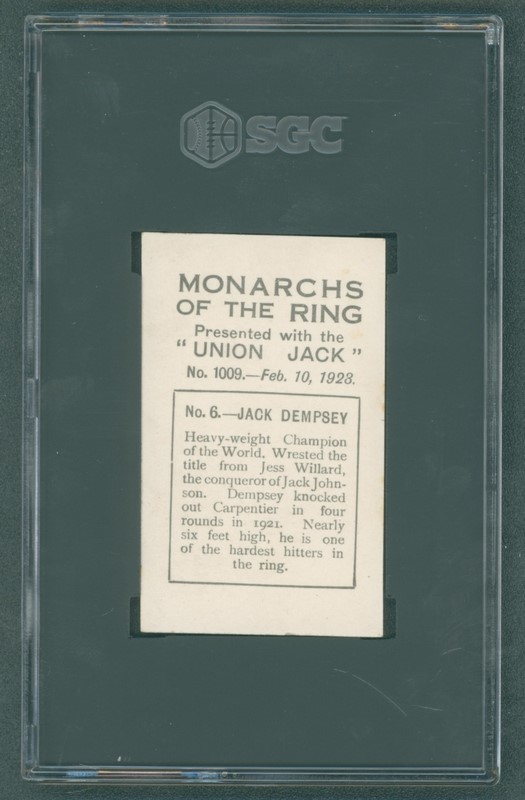 SGC
MONARCHS
OF THE RING
Presented with the
"UNION JACK"
No. 1009.—Feb. 10, 1923.
No. 6.—JACK DEMPSEY
Heavy-weight Champion
of the World. Wrested the
title from Jess Willard,
the conqueror of Jack John-
son. Dempsey knocked
out Carpentier in four
rounds in 1921. Nearly
six feet high, he is one
of the hardest hitters in
the ring.